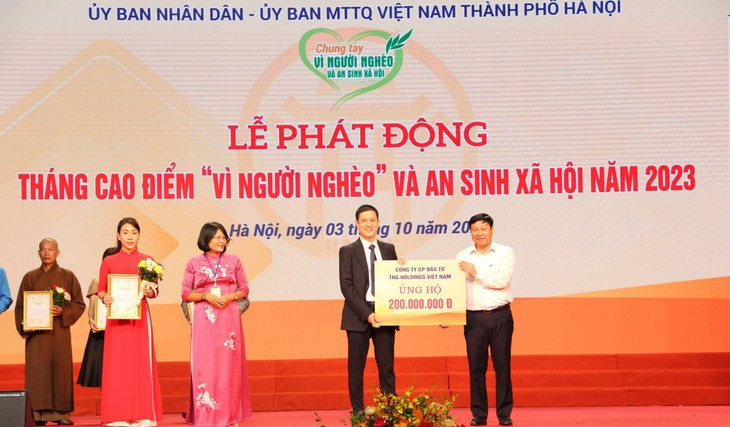 ỦY BAN NHÂN DÂN - ỦY BAN MTTQ VIỆT NAM THÀNH PHỐ HÀ NỘI
Chung tay
VÌ NGƯỜI NGHÈO
VÀ AN SINH XÃ HỘI
LỄ PHÁT ĐỘNG
THÁNG CAO ĐIỂM “VÌ NGƯỜI NGHÈO” VÀ AN SINH XÃ HỘI NĂM 2023
Hà Nội, ngày 03 tháng 10 năm
CÔNG TY CP ĐẦU TƯ
TNG HOLDINGS VIỆT NAM
ỦNG HỘ
200.000.000 Đ